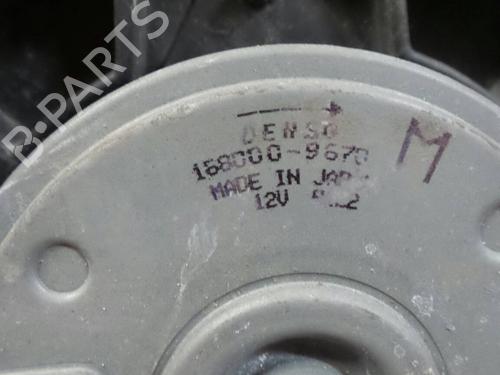 B-PARTS
DENSO
168000-9670
MADE IN JAPAN
12V
M